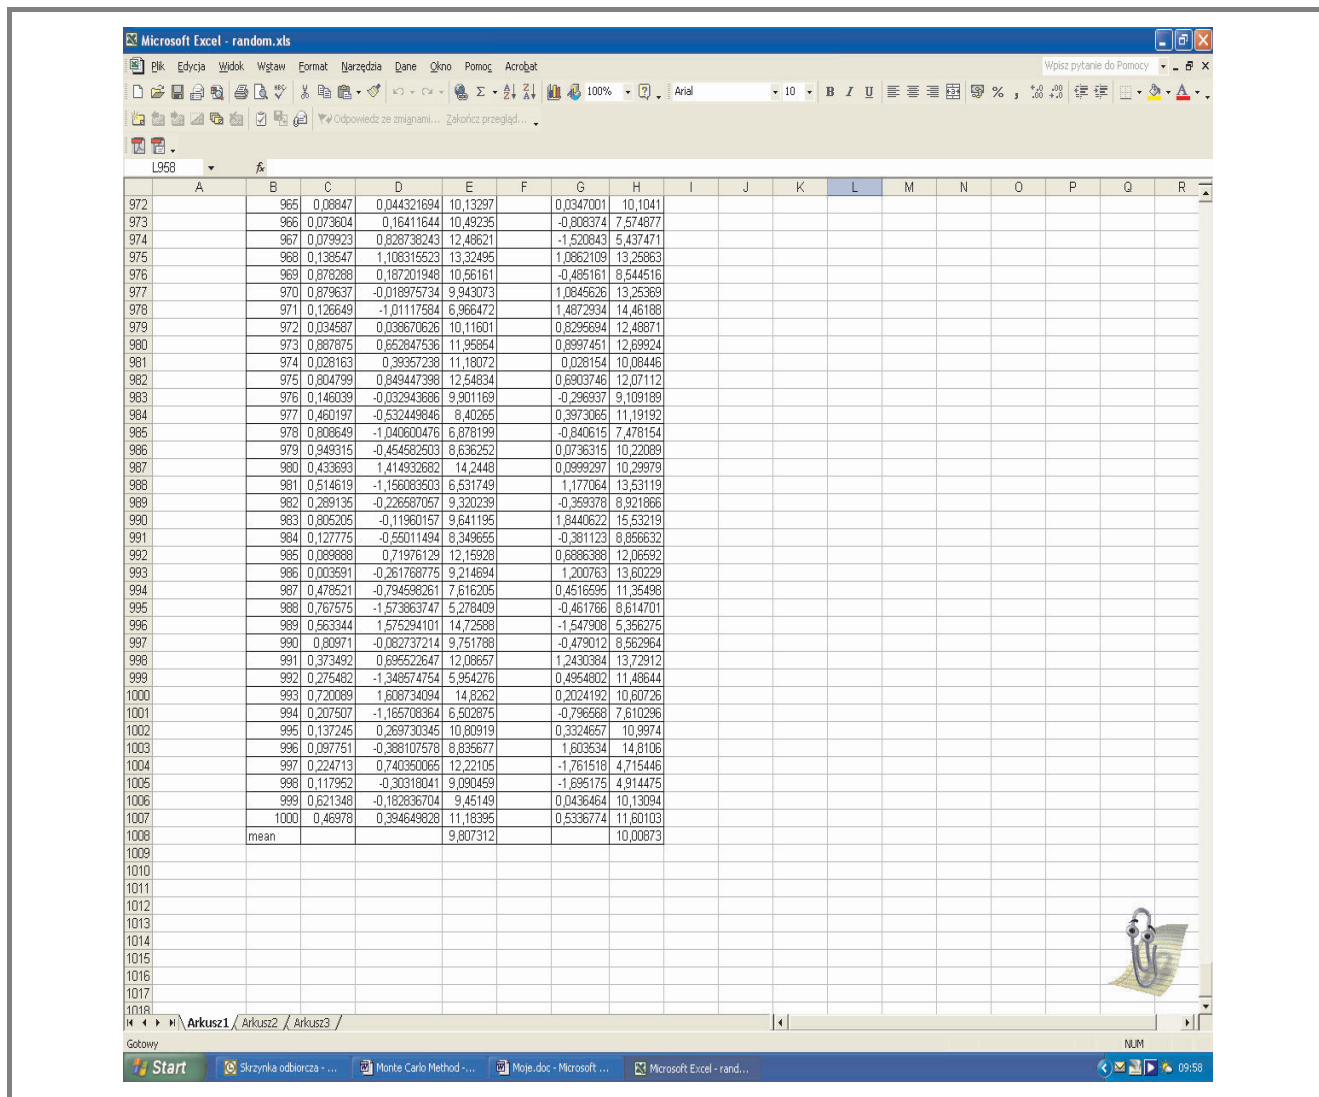 Microsoft Excel - random.xls
Plik Edycja Widok Wstaw Format Narzędzia Dane Okno Pomoc Acrobat Wpisz pytanie do Pomocy
100% Arial 10 B I U
Odpowiedz ze zmianami... Zakończ przegląd...
L958 fx
A B C D E F G H I J K L M N O P Q R
972 965 0,08847 0,044321694 10,13297 0,0347001 10,1041
973 966 0,073604 0,16411644 10,49235 -0,808374 7,574877
974 967 0,079923 0,828738243 12,48621 -1,520843 5,437471
975 968 0,138547 1,108315523 13,32495 1,0862109 13,25863
976 969 0,878288 0,187201948 10,56161 -0,485161 8,544516
977 970 0,879637 -0,018975734 9,943073 1,0845626 13,25369
978 971 0,126649 -1,01117584 6,966472 1,4872934 14,46188
979 972 0,034587 0,038670626 10,11601 0,8295694 12,48871
980 973 0,887875 0,652847536 11,95854 0,8997451 12,69924
981 974 0,028163 0,39357238 11,18072 0,028154 10,08446
982 975 0,804799 0,849447398 12,54834 0,6903746 12,07112
983 976 0,146039 -0,032943686 9,901169 -0,296937 9,109189
984 977 0,460197 -0,532449846 8,40265 0,3973065 11,19192
985 978 0,808649 -1,040600476 6,878199 -0,840615 7,478154
986 979 0,949315 -0,454582503 8,636252 0,0736315 10,22089
987 980 0,433693 1,414932682 14,2448 0,0999297 10,29979
988 981 0,514619 -1,156083503 6,531749 1,177064 13,53119
989 982 0,289135 -0,226587057 9,320239 -0,359378 8,921866
990 983 0,805205 -0,11960157 9,641195 1,8440622 15,53219
991 984 0,127775 -0,55011494 8,349655 -0,381123 8,856632
992 985 0,089888 0,71976129 12,15928 0,6886388 12,06592
993 986 0,003591 -0,261768775 9,214694 1,200763 13,60229
994 987 0,478521 -0,794598261 7,616205 0,4516595 11,35498
995 988 0,767575 -1,573863747 5,278409 -0,461766 8,614701
996 989 0,563344 1,575294101 14,72588 -1,547908 5,356275
997 990 0,80971 -0,082737214 9,751788 -0,479012 8,562964
998 991 0,373492 0,695522647 12,08657 1,2430384 13,72912
999 992 0,275482 -1,348574754 5,954276 0,4954802 11,48644
1000 993 0,720089 1,608734094 14,8262 0,2024192 10,60726
1001 994 0,207507 -1,165708364 6,502875 -0,796568 7,610296
1002 995 0,137245 0,269730345 10,80919 0,3324657 10,9974
1003 996 0,097751 -0,388107578 8,835677 1,603534 14,8106
1004 997 0,224713 0,740350065 12,22105 -1,761518 4,715446
1005 998 0,117952 -0,30318041 9,090459 -1,695175 4,914475
1006 999 0,621348 -0,182836704 9,45149 0,0436464 10,13094
1007 1000 0,46978 0,394649828 11,18395 0,5336774 11,60103
1008 mean 9,807312 10,00873
1009
1010
1011
1012
1013
1014
1015
1016
1017
1018
Arkusz1 Arkusz2 Arkusz3
Gotowy NUM
Start Skrzynka odbiorcza - ... Monte Carlo Method -... Moje.doc - Microsoft ... Microsoft Excel - rand... 09:58